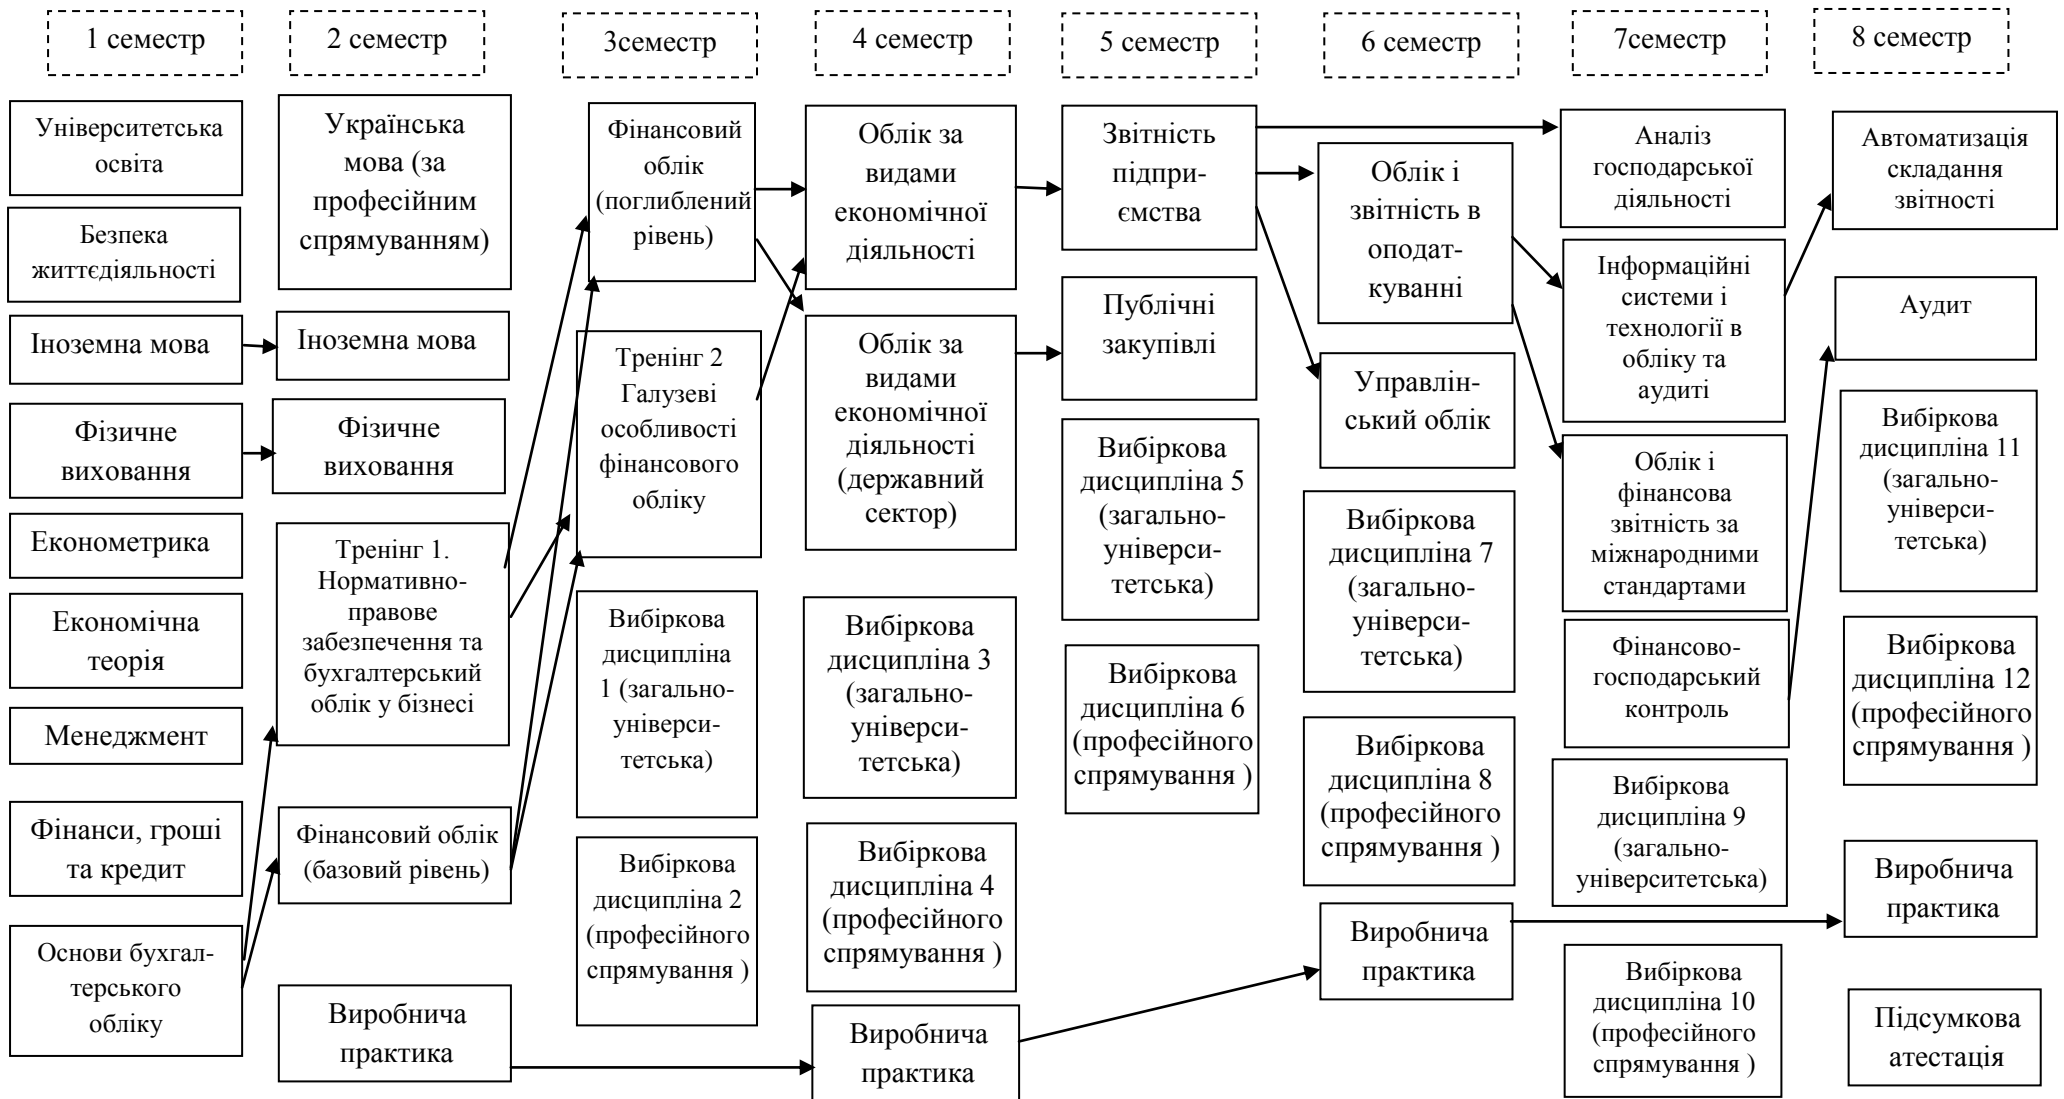 1 семестр
2 семестр
3семестр
4 семестр
5 семестр
6 семестр
7семестр
8 семестр
Університетська
освіта
Безпека
життєдіяльності
Іноземна мова
Фізичне
виховання
Економетрика
Економічна
теорія
Менеджмент
Фінанси, гроші
та кредит
Основи бухгал-
терського
обліку
Українська
мова (за
професійним
спрямуванням)
Іноземна мова
Фізичне
виховання
Тренінг 1.
Нормативно-
правове
забезпечення та
бухгалтерський
облік у бізнесі
Фінансовий облік
(базовий рівень)
Виробнича
практика
Фінансовий
облік
(поглиблений
рівень)
Тренінг 2
Галузеві
особливості
фінансового
обліку
Вибіркова
дисципліна
1 (загально-
універси-
тетська)
Вибіркова
дисципліна 2
(професійного
спрямування )
Облік за
видами
економічної
діяльності
Облік за
видами
економічної
діяльності
(державний
сектор)
Вибіркова
дисципліна 3
(загально-
універси-
тетська)
Вибіркова
дисципліна 4
(професійного
спрямування )
Виробнича
практика
Звітність
підпри-
ємства
Публічні
закупівлі
Вибіркова
дисципліна 5
(загально-
універси-
тетська)
Вибіркова
дисципліна 6
(професійного
спрямування )
Облік і
звітність в
оподат-
куванні
Управлін-
ський облік
Вибіркова
дисципліна 7
(загально-
універси-
тетська)
Вибіркова
дисципліна 8
(професійного
спрямування )
Виробнича
практика
Аналіз
господарської
діяльності
Інформаційні
системи і
технології в
обліку та
аудиті
Облік і
фінансова
звітність за
міжнародними
стандартами
Фінансово-
господарський
контроль
Вибіркова
дисципліна 9
(загально-
університетська)
Вибіркова
дисципліна 10
(професійного
спрямування )
Автоматизація
складання
звітності
Аудит
Вибіркова
дисципліна 11
(загально-
універси-
тетська)
Вибіркова
дисципліна 12
(професійного
спрямування )
Виробнича
практика
Підсумкова
атестація